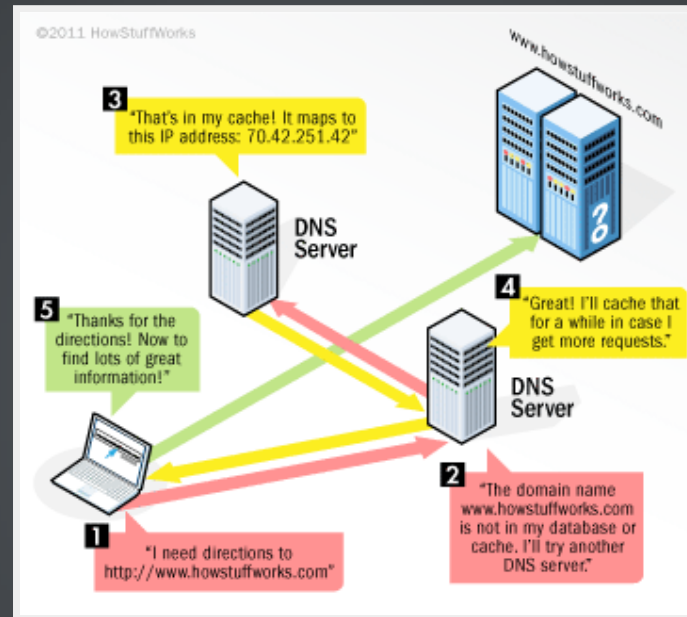 ©2011 HowStuffWorks
www.howstuffworks.com
3
"That's in my cache! It maps to
this IP address: 70.42.251.42"
DNS
Server
4
"Great! I'll cache that
for a while in case I
get more requests."
5
"Thanks for the
directions! Now to
find lots of great
information!"
DNS
Server
2
"The domain name
www.howstuffworks.com
is not in my database or
cache. I'll try another
DNS server."
1
"I need directions to
http://www.howstuffworks.com"